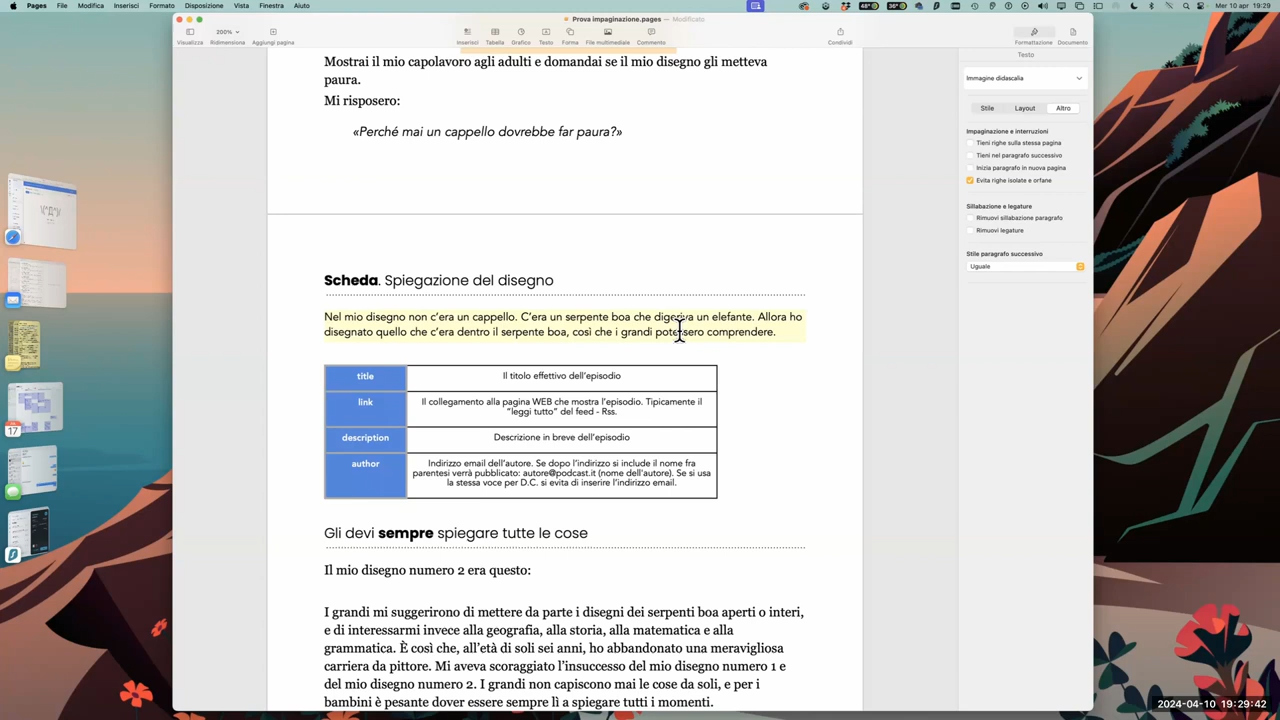 Pages File Modifica Inserisci Formato Disposizione Vista Finestra Aiuto
48° 36° Mer 10 apr 19:29
Prova impaginazione.pages — Modificato
200%
Visualizza Ridimensiona Aggiungi pagina Inserisci Tabella Grafico Testo Forma File multimediale Commento Condividi Formattazione Documento
Mostrai il mio capolavoro agli adulti e domandai se il mio disegno gli metteva
paura.
Mi risposero:
«Perché mai un cappello dovrebbe far paura?»
Scheda. Spiegazione del disegno
Nel mio disegno non c’era un cappello. C’era un serpente boa che digeriva un elefante. Allora ho
disegnato quello che c’era dentro il serpente boa, così che i grandi potessero comprendere.
title Il titolo effettivo dell’episodio
link Il collegamento alla pagina WEB che mostra l’episodio. Tipicamente il
“leggi tutto” del feed - Rss.
description Descrizione in breve dell’episodio
author Indirizzo email dell’autore. Se dopo l’indirizzo si include il nome fra
parentesi verrà pubblicato: autore@podcast.it (nome dell'autore). Se si usa
la stessa voce per D.C. si evita di inserire l’indirizzo email.
Gli devi sempre spiegare tutte le cose
Il mio disegno numero 2 era questo:
I grandi mi suggerirono di mettere da parte i disegni dei serpenti boa aperti o interi,
e di interessarmi invece alla geografia, alla storia, alla matematica e alla
grammatica. È così che, all’età di soli sei anni, ho abbandonato una meravigliosa
carriera da pittore. Mi aveva scoraggiato l’insuccesso del mio disegno numero 1 e
del mio disegno numero 2. I grandi non capiscono mai le cose da soli, e per i
bambini è pesante dover essere sempre lì a spiegare tutti i momenti.
Testo
Immagine didascalia
Stile Layout Altro
Impaginazione e interruzioni
Tieni righe sulla stessa pagina
Tieni nel paragrafo successivo
Inizia paragrafo in nuova pagina
Evita righe isolate e orfane
Sillabazione e legature
Rimuovi sillabazione paragrafo
Rimuovi legature
Stile paragrafo successivo
Uguale
"A"
17
2024-04-10 19:29:42